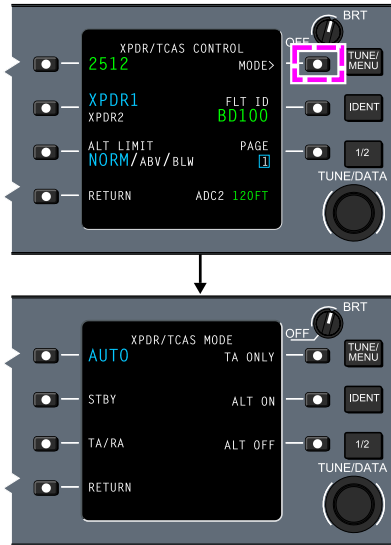 BRT
OFF
XPDR/TCAS CONTROL
2512
MODE>
TUNE/
MENU
XPDR1
XPDR2
FLT ID
BD100
IDENT
ALT LIMIT
NORM/ABV/BLW
PAGE
1
1/2
TUNE/DATA
RETURN
ADC2 120FT
BRT
OFF
XPDR/TCAS MODE
AUTO
TA ONLY
TUNE/
MENU
STBY
ALT ON
IDENT
TA/RA
ALT OFF
1/2
TUNE/DATA
RETURN